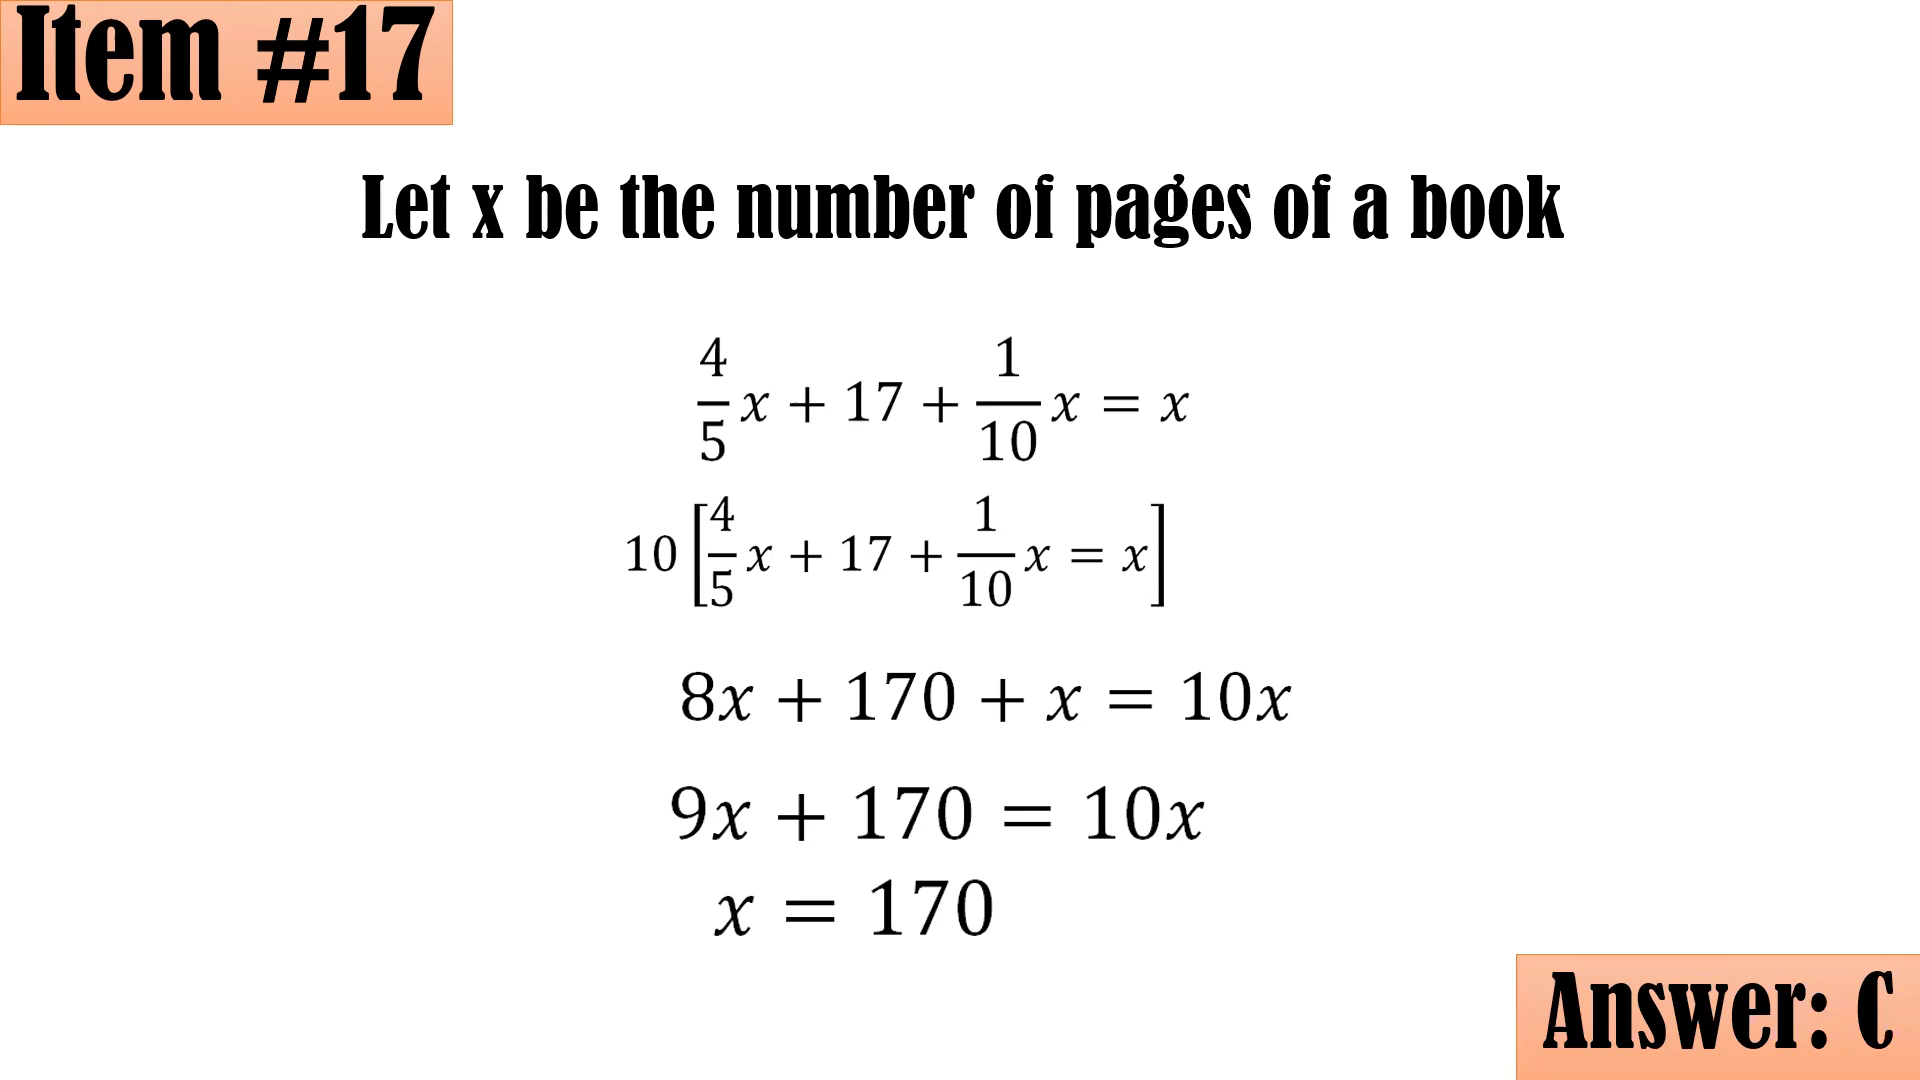 Item #17
Let x be the number of pages of a book
4/5 x + 17 + 1/10 x = x
10 [4/5 x + 17 + 1/10 x = x]
8x + 170 + x = 10x
9x + 170 = 10x
x = 170
Answer: C